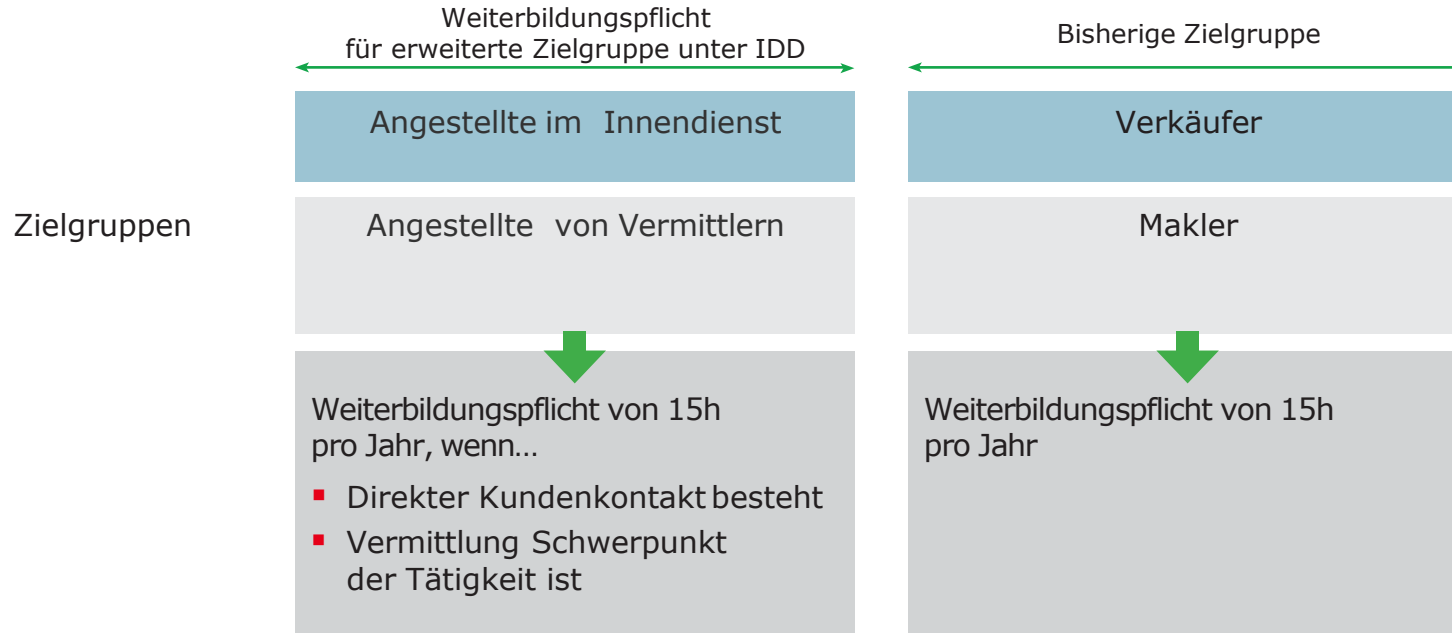 Weiterbildungspflicht
für erweiterte Zielgruppe unter IDD
Bisherige Zielgruppe
Angestellte im Innendienst
Verkäufer
Zielgruppen
Angestellte von Vermittlern
Makler
Weiterbildungspflicht von 15h
pro Jahr, wenn…
▪ Direkter Kundenkontakt besteht
▪ Vermittlung Schwerpunkt
der Tätigkeit ist
Weiterbildungspflicht von 15h
pro Jahr